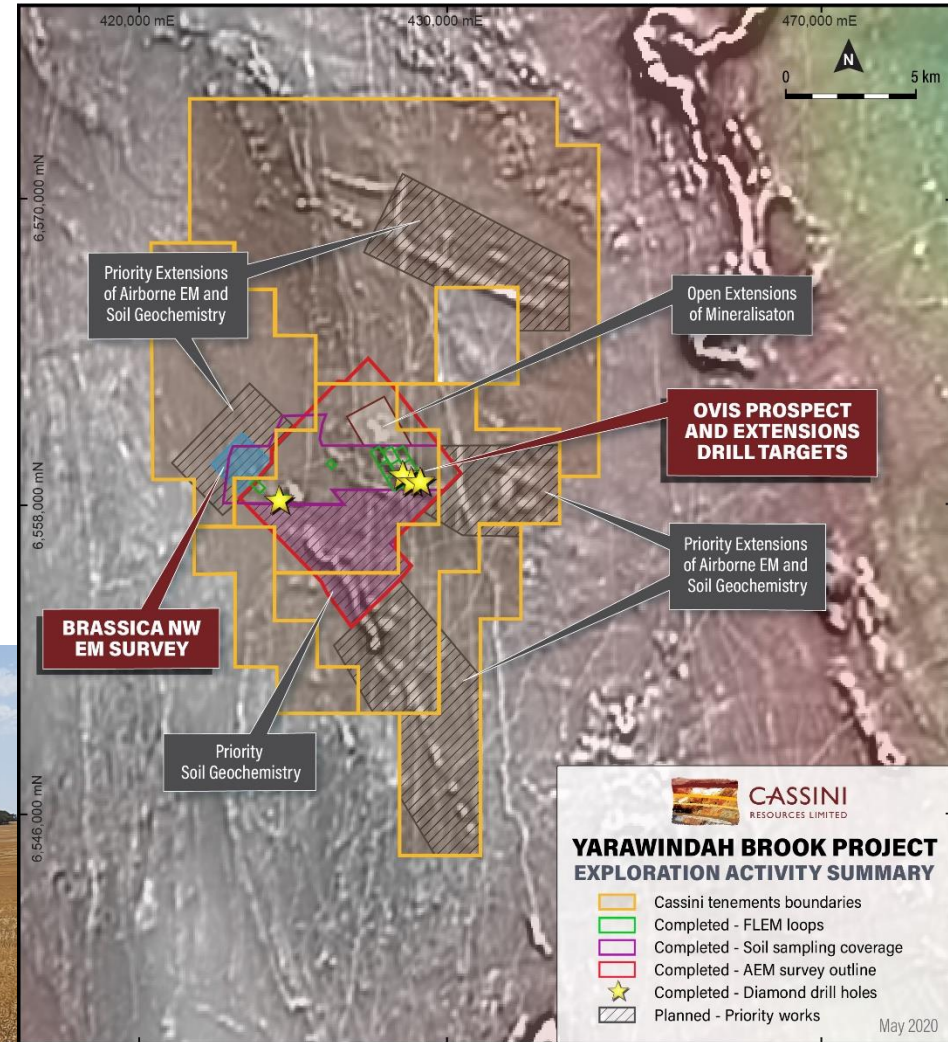 420,000 mE
430,000 mE
470,000 mE
N
0
5 km
6,570,000 mN
Priority Extensions
of Airborne EM and
Soil Geochemistry
Open Extensions
of Mineralisaton
OVIS PROSPECT
AND EXTENSIONS
DRILL TARGETS
6,558,000 mN
Priority Extensions
of Airborne EM and
Soil Geochemistry
BRASSICA NW
EM SURVEY
Priority
Soil Geochemistry
6,546,000 mN
CASSINI
RESOURCES LIMITED
YARAWINDAH BROOK PROJECT
EXPLORATION ACTIVITY SUMMARY
Cassini tenements boundaries
Completed - FLEM loops
Completed - Soil sampling coverage
Completed - AEM survey outline
Completed - Diamond drill holes
Planned - Priority works
May 2020